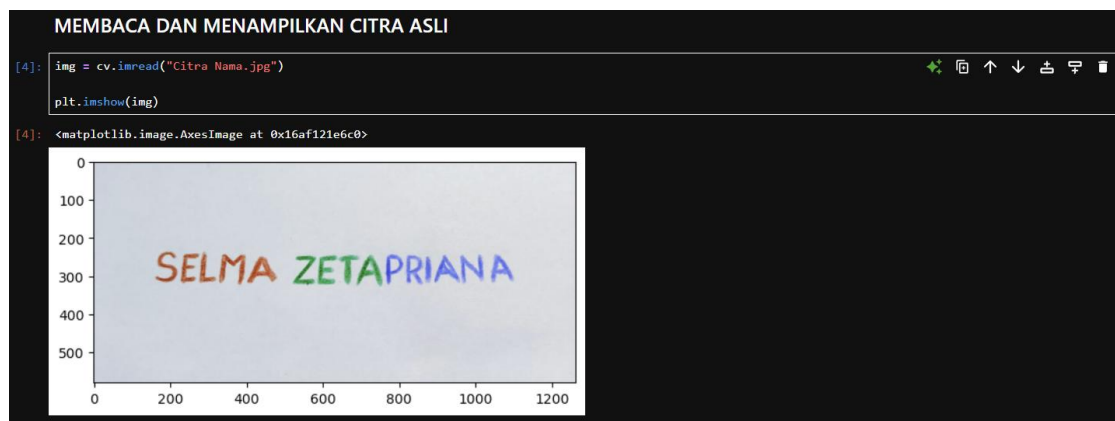 MEMBACA DAN MENAMPILKAN CITRA ASLI
[4]: img = cv.imread("Citra Nama.jpg")
plt.imshow(img)
[4]: <matplotlib.image.AxesImage at 0x16af121e6c0>
0
100
200
SELMA ZETAPRIANA
300
400
500
0 200 400 600 800 1000 1200